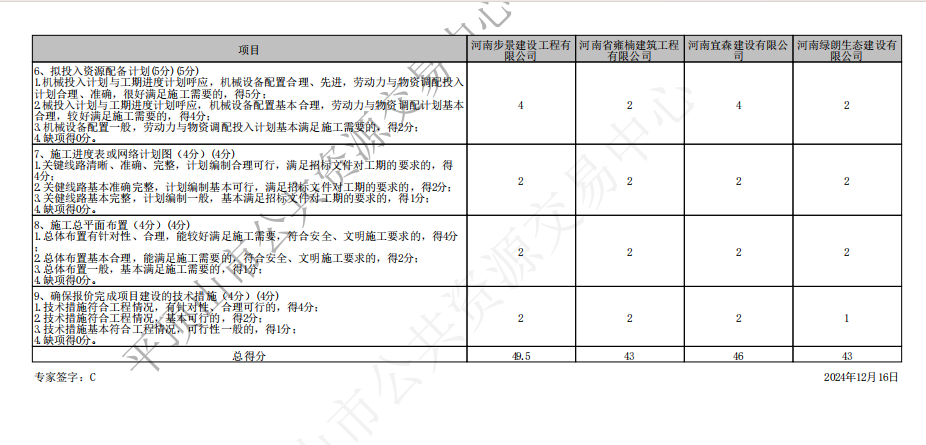 项目
河南步景建设工程有限公司
河南省雍楠建筑工程有限公司
河南宜森建设有限公司
河南绿朗生态建设有限公司
6、拟投入资源配备计划(5分)(5分)
1.机械投入计划与工期进度计划呼应，机械设备配置合理、先进，劳动力与物资调配投入
计划合理、准确，很好满足施工需要的，得5分；
2.械投入计划与工期进度计划呼应，机械设备配置基本合理，劳动力与物资调配计划基本
合理，较好满足施工需要的，得4分；
3.机械设备配置一般，劳动力与物资调配投入计划基本满足施工需要的，得2分；
4.缺项得0分。
4 2 4 2
7、施工进度表或网络计划图（4分）(4分)
1.关键线路清晰、准确、完整，计划编制合理可行，满足招标文件对工期的要求的，得
4分；
2.关键线路基本准确完整，计划编制基本可行，满足招标文件对工期的要求的，得2分；
3.关键线路基本完整，计划编制一般，基本满足招标文件对工期的要求的，得1分；
4.缺项得0分。
2 2 2 2
8、施工总平面布置（4分）(4分)
1.总体布置有针对性、合理，能较好满足施工需要，符合安全、文明施工要求的，得4分
；
2.总体布置基本合理，能满足施工需要的，符合安全、文明施工要求的，得2分；
3.总体布置一般，基本满足施工需要的，得1分；
4.缺项得0分。
2 2 2 2
9、确保报价完成项目建设的技术措施（4分）(4分)
1.技术措施符合工程情况，有针对性、合理可行的，得4分；
2.技术措施符合工程情况，基本可行的，得2分；
3.技术措施基本符合工程情况，可行性一般的，得1分；
4.缺项得0分。
2 2 2 1
总得分 49.5 43 46 43
专家签字：C
2024年12月16日
平顶山市公共资源交易中心
山市公共资源交易中心